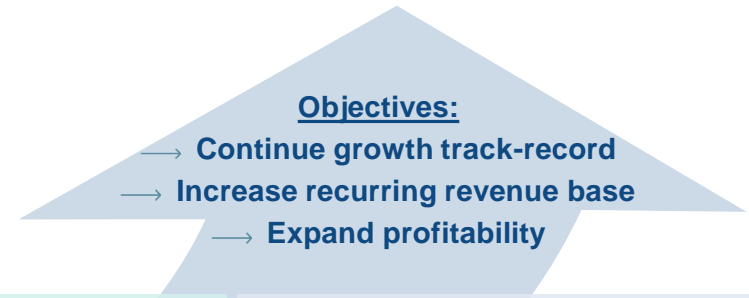 Objectives:
→ Continue growth track-record
→ Increase recurring revenue base
→ Expand profitability